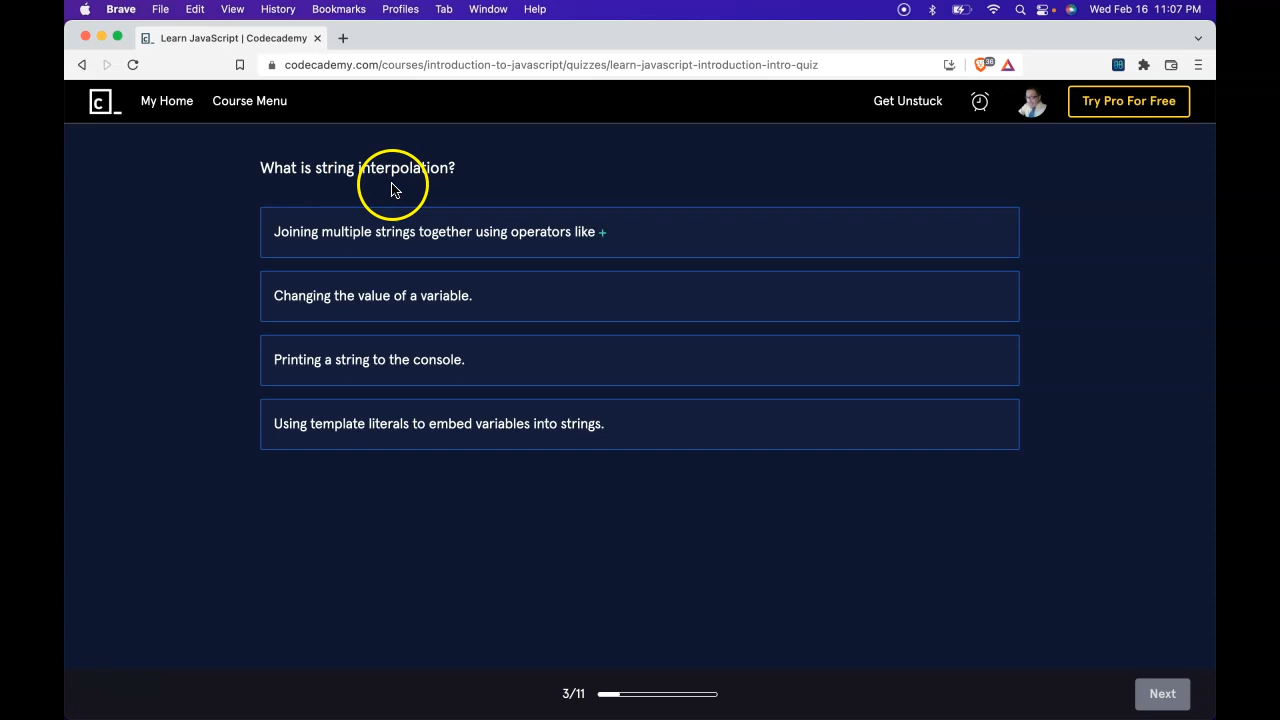 Brave File Edit View History Bookmarks Profiles Tab Window Help Wed Feb 16 11:07 PM
C_ Learn JavaScript | Codecademy
codecademy.com/courses/introduction-to-javascript/quizzes/learn-javascript-introduction-intro-quiz 36
c_ My Home Course Menu Get Unstuck Try Pro For Free
What is string interpolation?
Joining multiple strings together using operators like +
Changing the value of a variable.
Printing a string to the console.
Using template literals to embed variables into strings.
3/11 Next